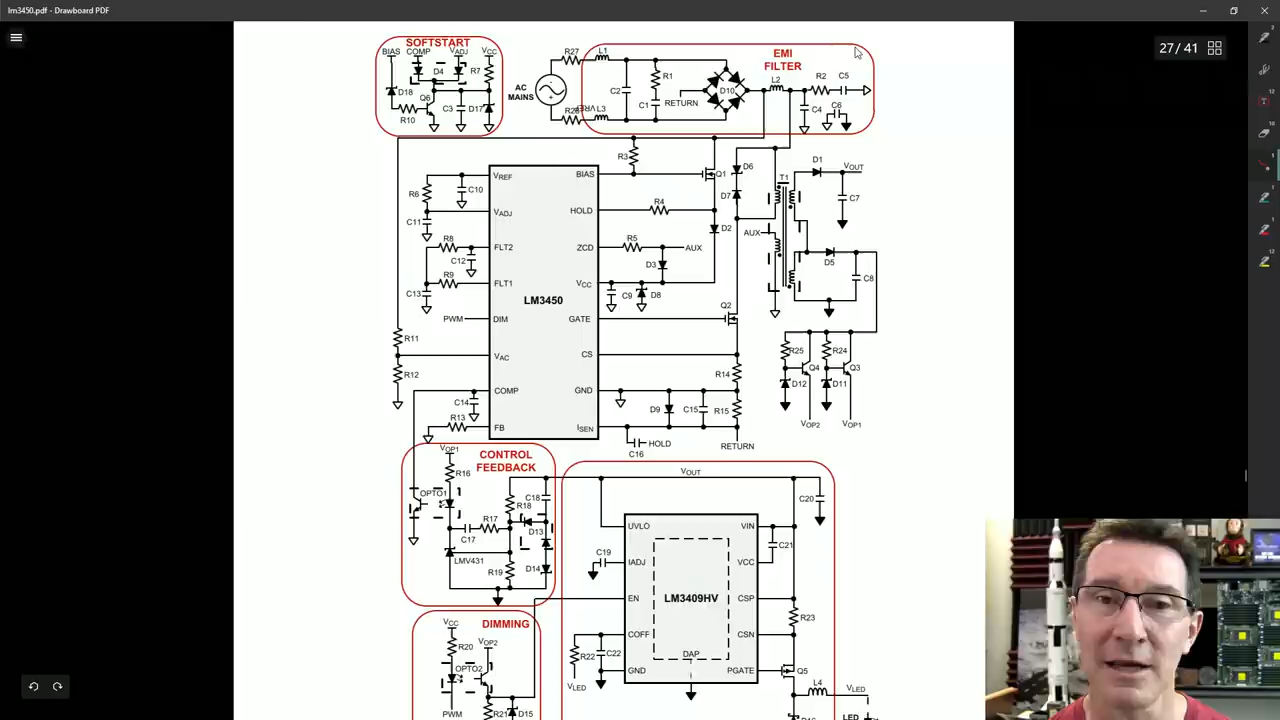 lm3450.pdf - Drawboard PDF
27 / 41
SOFTSTART
BIAS COMP VADJ VCC
D4 R7
D18
Q6
R10 C3 D17
AC
MAINS
R27 L1
R28 L3
EMI
FILTER
C2 R1
C1 RETURN
D10
L2 R2 C5
C4 C6
R3
Q1
D6
D7
T1
D1 VOUT
C7
AUX
D5
C8
R6 C10
C11
R8
C12
R9
C13
PWM
R11
R12
C14
R13
VREF BIAS
VADJ HOLD
FLT2 ZCD
FLT1 VCC
LM3450
DIM GATE
VAC CS
COMP GND
FB ISEN
R4
D2
R5 AUX
D3
C9 D8
Q2
R14
D9 C15 R15
C16 HOLD
RETURN
R25 R24
Q4 Q3
D12 D11
VOP2 VOP1
CONTROL
FEEDBACK
VOP1
R16
OPTO1
R17
C17
R18 C18
D13
LMV431
R19 D14
DIMMING
VCC
R20 VOP2
OPTO2
PWM R21 D15
VOUT
C20
UVLO VIN
C21
C19 IADJ VCC
EN LM3409HV CSP
R23
COFF CSN
R22 C22
GND DAP PGATE Q5
VLED
L4 VLED
LED